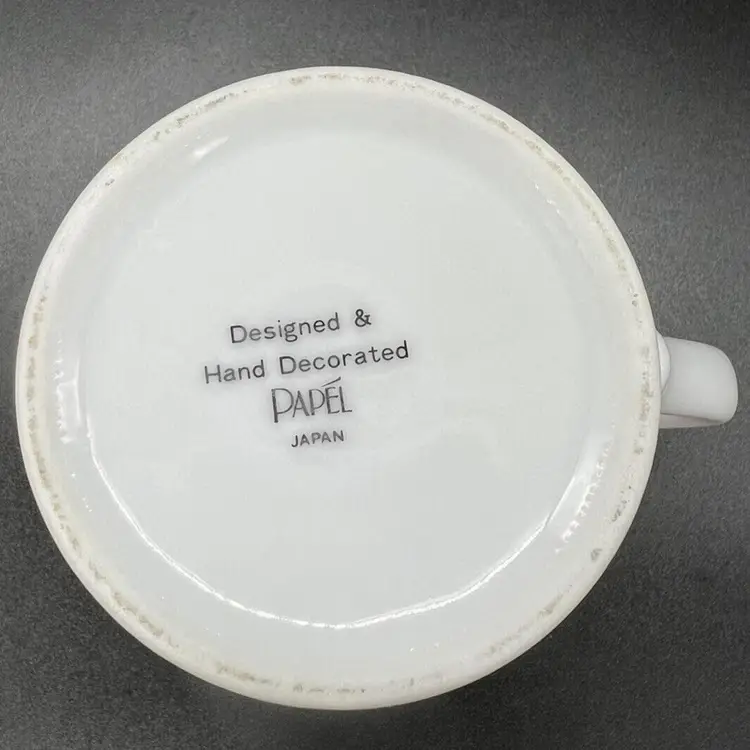 Designed &
Hand Decorated
PAPÉL
JAPAN